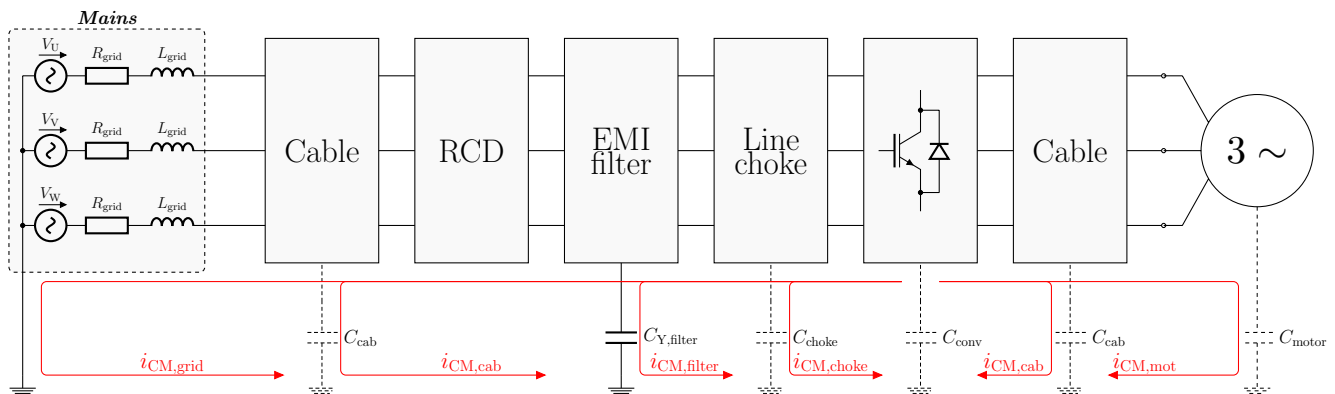 Mains
V_U
R_grid
L_grid
V_V
R_grid
L_grid
V_W
R_grid
L_grid
Cable
RCD
EMI
filter
Line
choke
Cable
3 ∼
C_cab
C_Y,filter
C_choke
C_conv
C_cab
C_motor
i_CM,grid
i_CM,cab
i_CM,filter
i_CM,choke
i_CM,cab
i_CM,mot